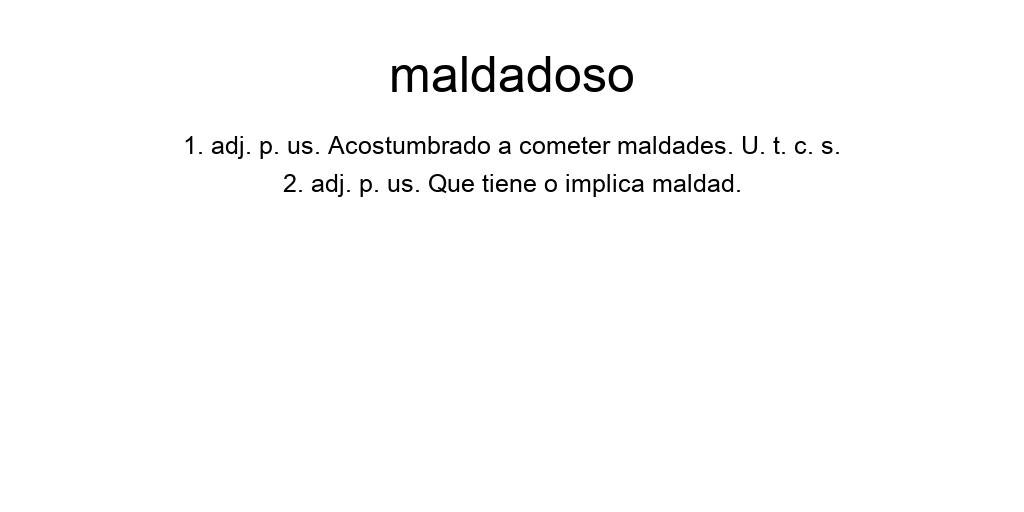 maldadoso
1. adj. p. us. Acostumbrado a cometer maldades. U. t. c. s.
2. adj. p. us. Que tiene o implica maldad.